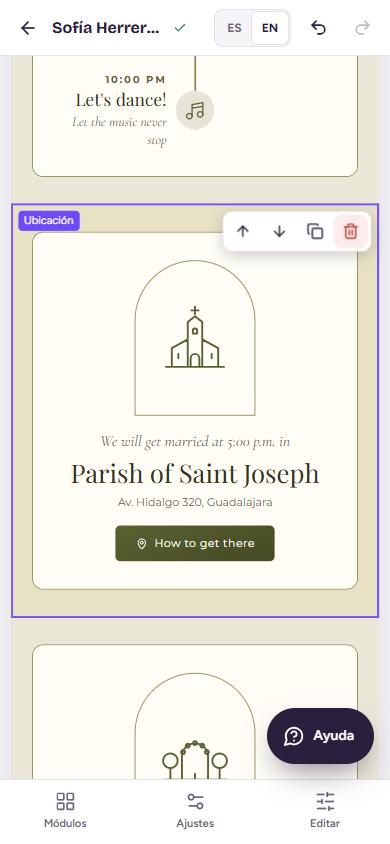 Sofía Herrer...
ES
EN
10:00 PM
Let's dance!
Let the music never
stop
Ubicación
We will get married at 5:00 p.m. in
Parish of Saint Joseph
Av. Hidalgo 320, Guadalajara
How to get there
Ayuda
Módulos
Ajustes
Editar